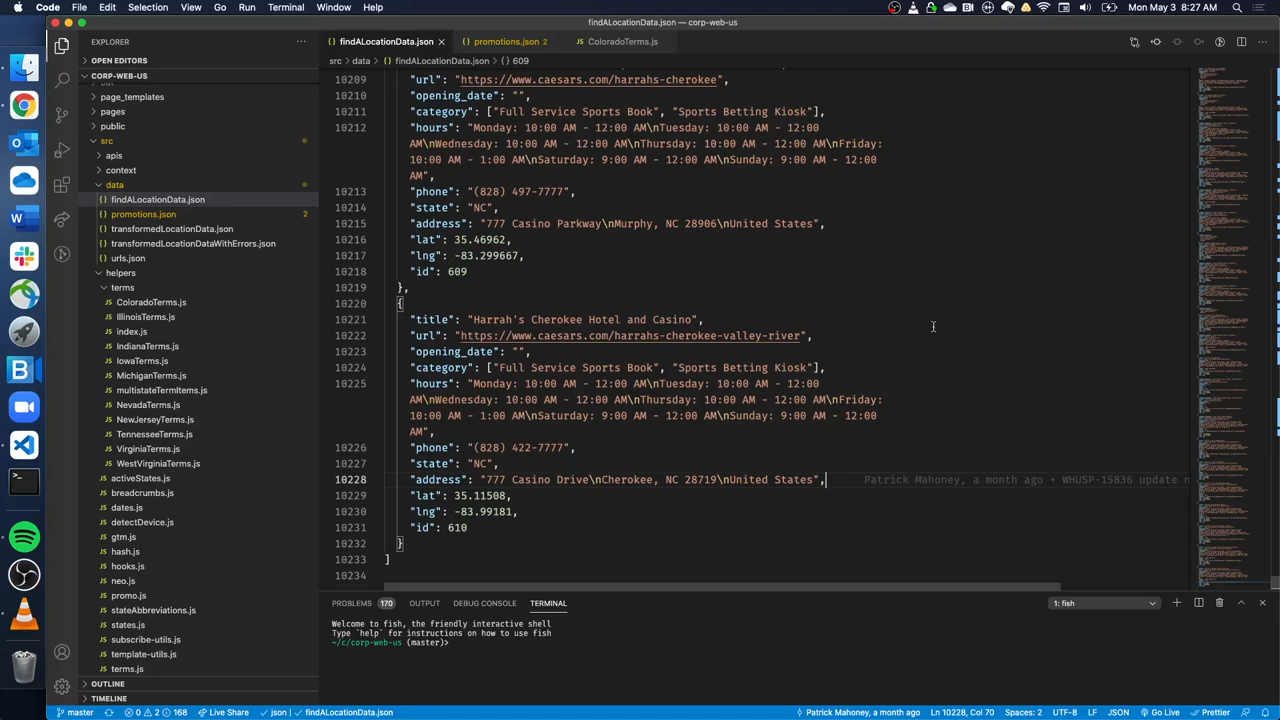 Code File Edit Selection View Go Run Terminal Window Help Mon May 3 8:27 AM
findALocationData.json — corp-web-us
EXPLORER
OPEN EDITORS
CORP-WEB-US
page_templates
pages
public
src
apis
context
data
findALocationData.json
promotions.json 2
transformedLocationData.json
transformedLocationDataWithErrors.json
urls.json
helpers
terms
ColoradoTerms.js
IllinoisTerms.js
index.js
IndianaTerms.js
IowaTerms.js
MichiganTerms.js
multistateTermItems.js
NevadaTerms.js
NewJerseyTerms.js
TennesseeTerms.js
VirginiaTerms.js
WestVirginiaTerms.js
activeStates.js
breadcrumbs.js
dates.js
detectDevice.js
gtm.js
hash.js
hooks.js
neo.js
promo.js
stateAbbreviations.js
states.js
subscribe-utils.js
template-utils.js
terms.js
OUTLINE
TIMELINE
findALocationData.json promotions.json 2 ColoradoTerms.js
src > data > findALocationData.json > 609
10209 "url": "https://www.caesars.com/harrahs-cherokee",
10210 "opening_date": "",
10211 "category": ["Full Service Sports Book", "Sports Betting Kiosk"],
10212 "hours": "Monday: 10:00 AM - 12:00 AM\nTuesday: 10:00 AM - 12:00
AM\nWednesday: 10:00 AM - 12:00 AM\nThursday: 10:00 AM - 12:00 AM\nFriday:
10:00 AM - 1:00 AM\nSaturday: 9:00 AM - 12:00 AM\nSunday: 9:00 AM - 12:00
AM",
10213 "phone": "(828) 497-7777",
10214 "state": "NC",
10215 "address": "777 Casino Parkway\nMurphy, NC 28906\nUnited States",
10216 "lat": 35.46962,
10217
10218 "id": 609
10219 },
10220 {
10221 "title": "Harrah's Cherokee Hotel and Casino",
10222 "url": "https://www.caesars.com/harrahs-cherokee-valley-river",
10223 "opening_date": "",
10224 "category": ["Full Service Sports Book", "Sports Betting Kiosk"],
10225 "hours": "Monday: 10:00 AM - 12:00 AM\nTuesday: 10:00 AM - 12:00
AM\nWednesday: 10:00 AM - 12:00 AM\nThursday: 10:00 AM - 12:00 AM\nFriday:
10:00 AM - 1:00 AM\nSaturday: 9:00 AM - 12:00 AM\nSunday: 9:00 AM - 12:00
AM",
10226 "phone":
10227 "state": "NC",
10228 "address": "777 Casino Drive\nCherokee, NC 28719\nUnited States", Patrick Mahoney, a month ago • WHUSP-15836 update n
10229 "lat": 35.11508,
10230 "lng": -83.99181,
10231 "id": 610
10232 }
10233 ]
10234
PROBLEMS 170 OUTPUT DEBUG CONSOLE TERMINAL 1: fish
Welcome to fish, the friendly interactive shell
Type `help` for instructions on how to use fish
~/c/corp-web-us (master)>
master 0 2 168 Live Share json | findALocationData.json Patrick Mahoney, a month ago Ln 10228, Col 70 Spaces: 2 UTF-8 LF JSON Go Live Prettier